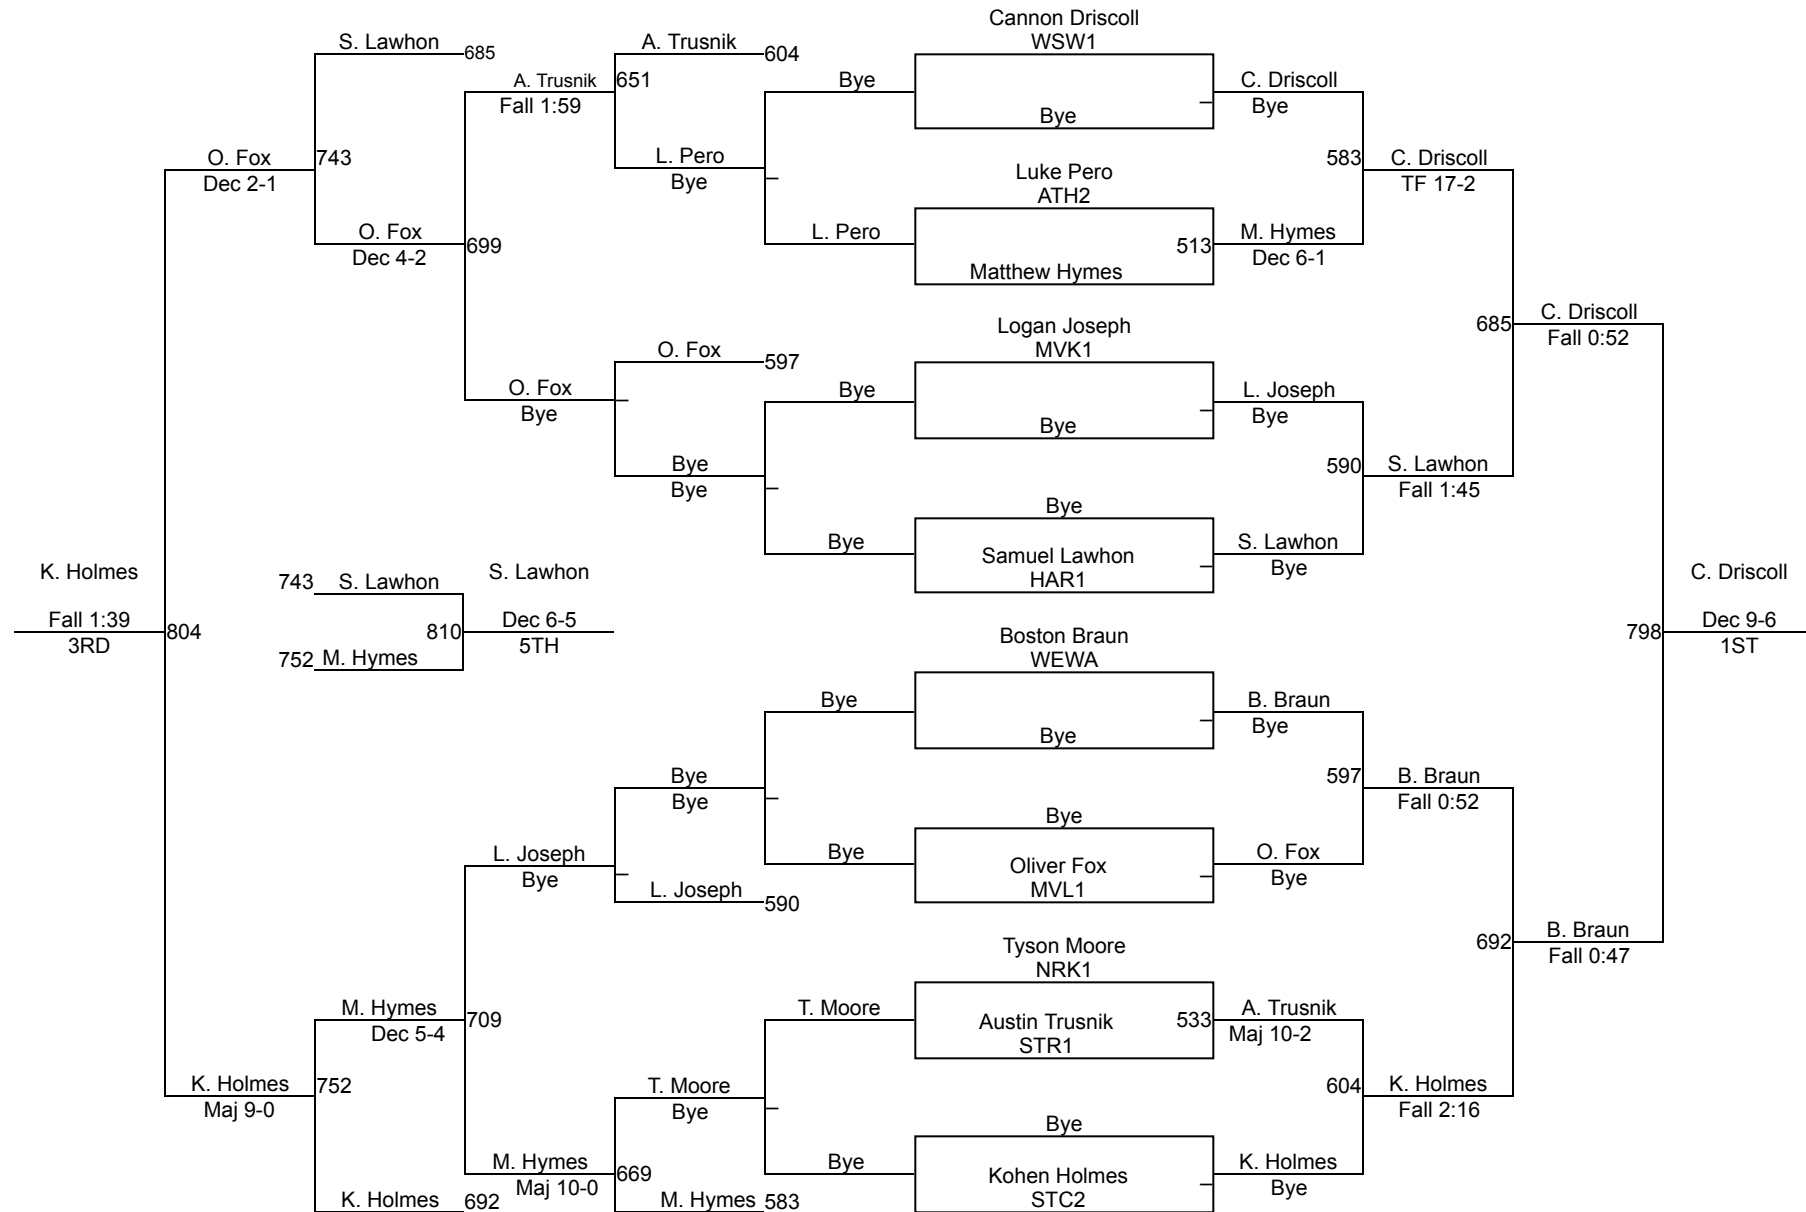 Cannon Driscoll
WSW1
S. Lawhon
685
A. Trusnik
604
A. Trusnik
651
Fall 1:59
Bye
Bye
C. Driscoll
Bye
O. Fox
743
Dec 2-1
L. Pero
Bye
Luke Pero
ATH2
583
C. Driscoll
TF 17-2
O. Fox
699
Dec 4-2
L. Pero
513
M. Hymes
Dec 6-1
Matthew Hymes
Logan Joseph
MVK1
C. Driscoll
685
Fall 0:52
O. Fox
597
O. Fox
Bye
Bye
Bye
L. Joseph
Bye
Bye
Bye
590
S. Lawhon
Fall 1:45
Bye
Bye
Samuel Lawhon
HAR1
S. Lawhon
Bye
K. Holmes
743
S. Lawhon
S. Lawhon
C. Driscoll
Fall 1:39
804
3RD
810
Dec 6-5
5TH
798
Dec 9-6
1ST
752
M. Hymes
Boston Braun
WEWA
Bye
Bye
B. Braun
Bye
Bye
Bye
597
B. Braun
Fall 0:52
Bye
L. Joseph
Bye
Bye
Oliver Fox
MVL1
O. Fox
Bye
L. Joseph
590
B. Braun
692
Fall 0:47
Tyson Moore
NRK1
M. Hymes
709
Dec 5-4
T. Moore
Austin Trusnik
STR1
533
A. Trusnik
Maj 10-2
K. Holmes
752
Maj 9-0
T. Moore
Bye
604
K. Holmes
Fall 2:16
Bye
M. Hymes
669
Maj 10-0
Bye
Kohen Holmes
STC2
K. Holmes
Bye
K. Holmes
692
M. Hymes
583